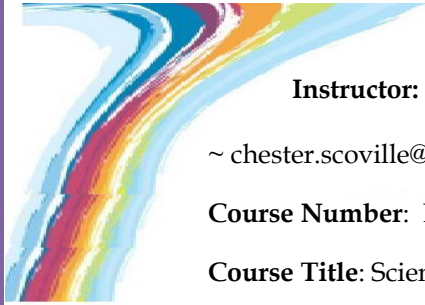 Instructor:
~ chester.scoville@
Course Number:
Course Title: Scien